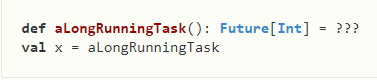 def aLongRunningTask(): Future[Int] = ???
val x = aLongRunningTask